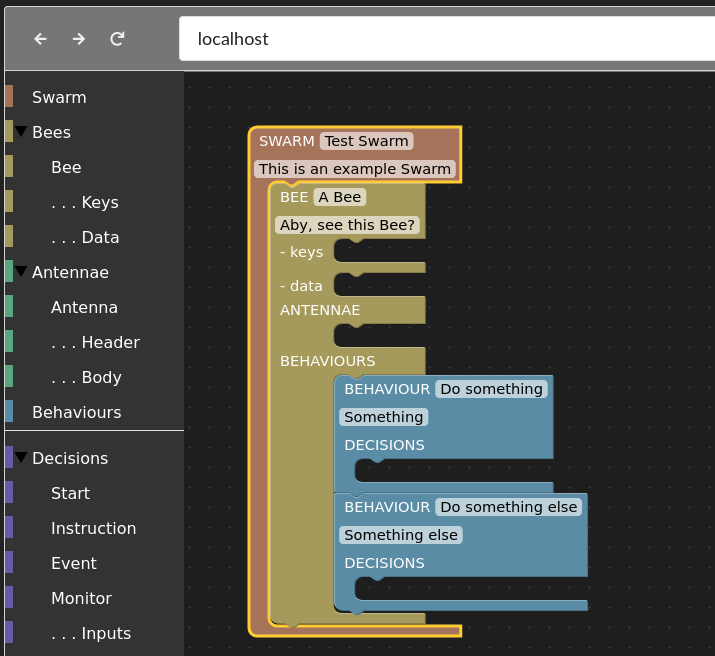 localhost
Swarm
Bees
Bee
. . . Keys
. . . Data
Antennae
Antenna
. . . Header
. . . Body
Behaviours
Decisions
Start
Instruction
Event
Monitor
. . . Inputs
SWARM Test Swarm
This is an example Swarm
BEE A Bee
Aby, see this Bee?
- keys
- data
ANTENNAE
BEHAVIOURS
BEHAVIOUR Do something
Something
DECISIONS
BEHAVIOUR Do something else
Something else
DECISIONS